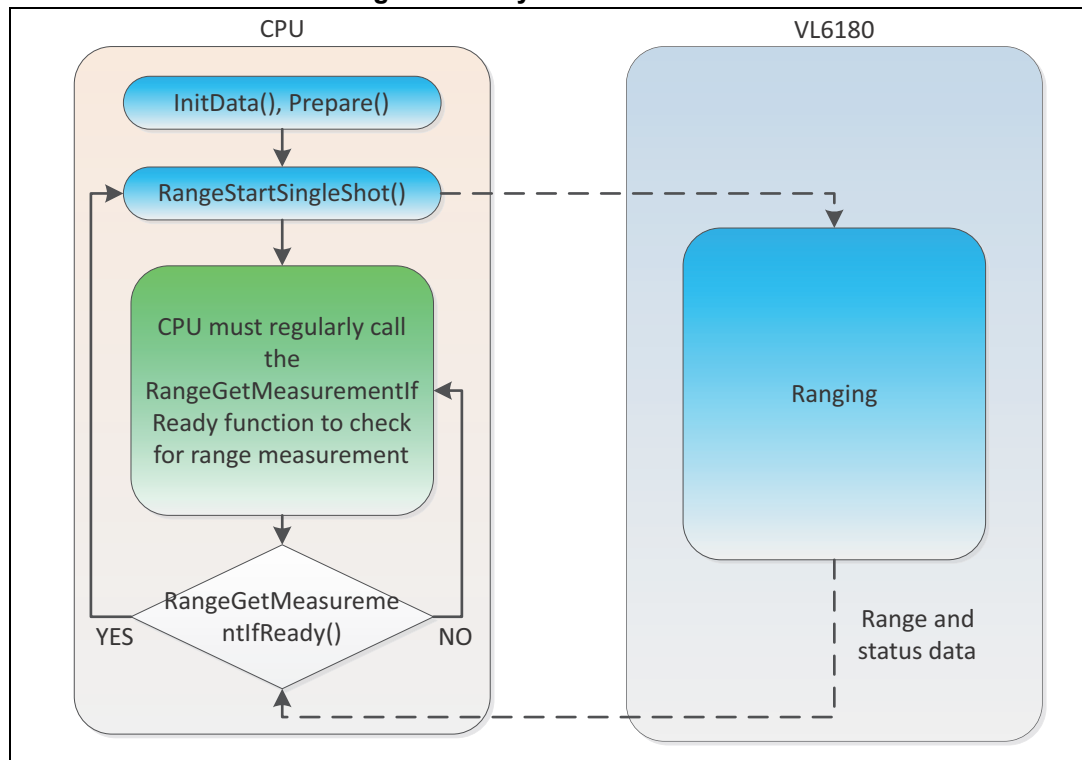 CPU
VL6180
InitData(), Prepare()
RangeStartSingleShot()
CPU must regularly call
the
RangeGetMeasurementIf
Ready function to check
for range measurement
Ranging
RangeGetMeasureme
ntIfReady()
YES
NO
Range and
status data